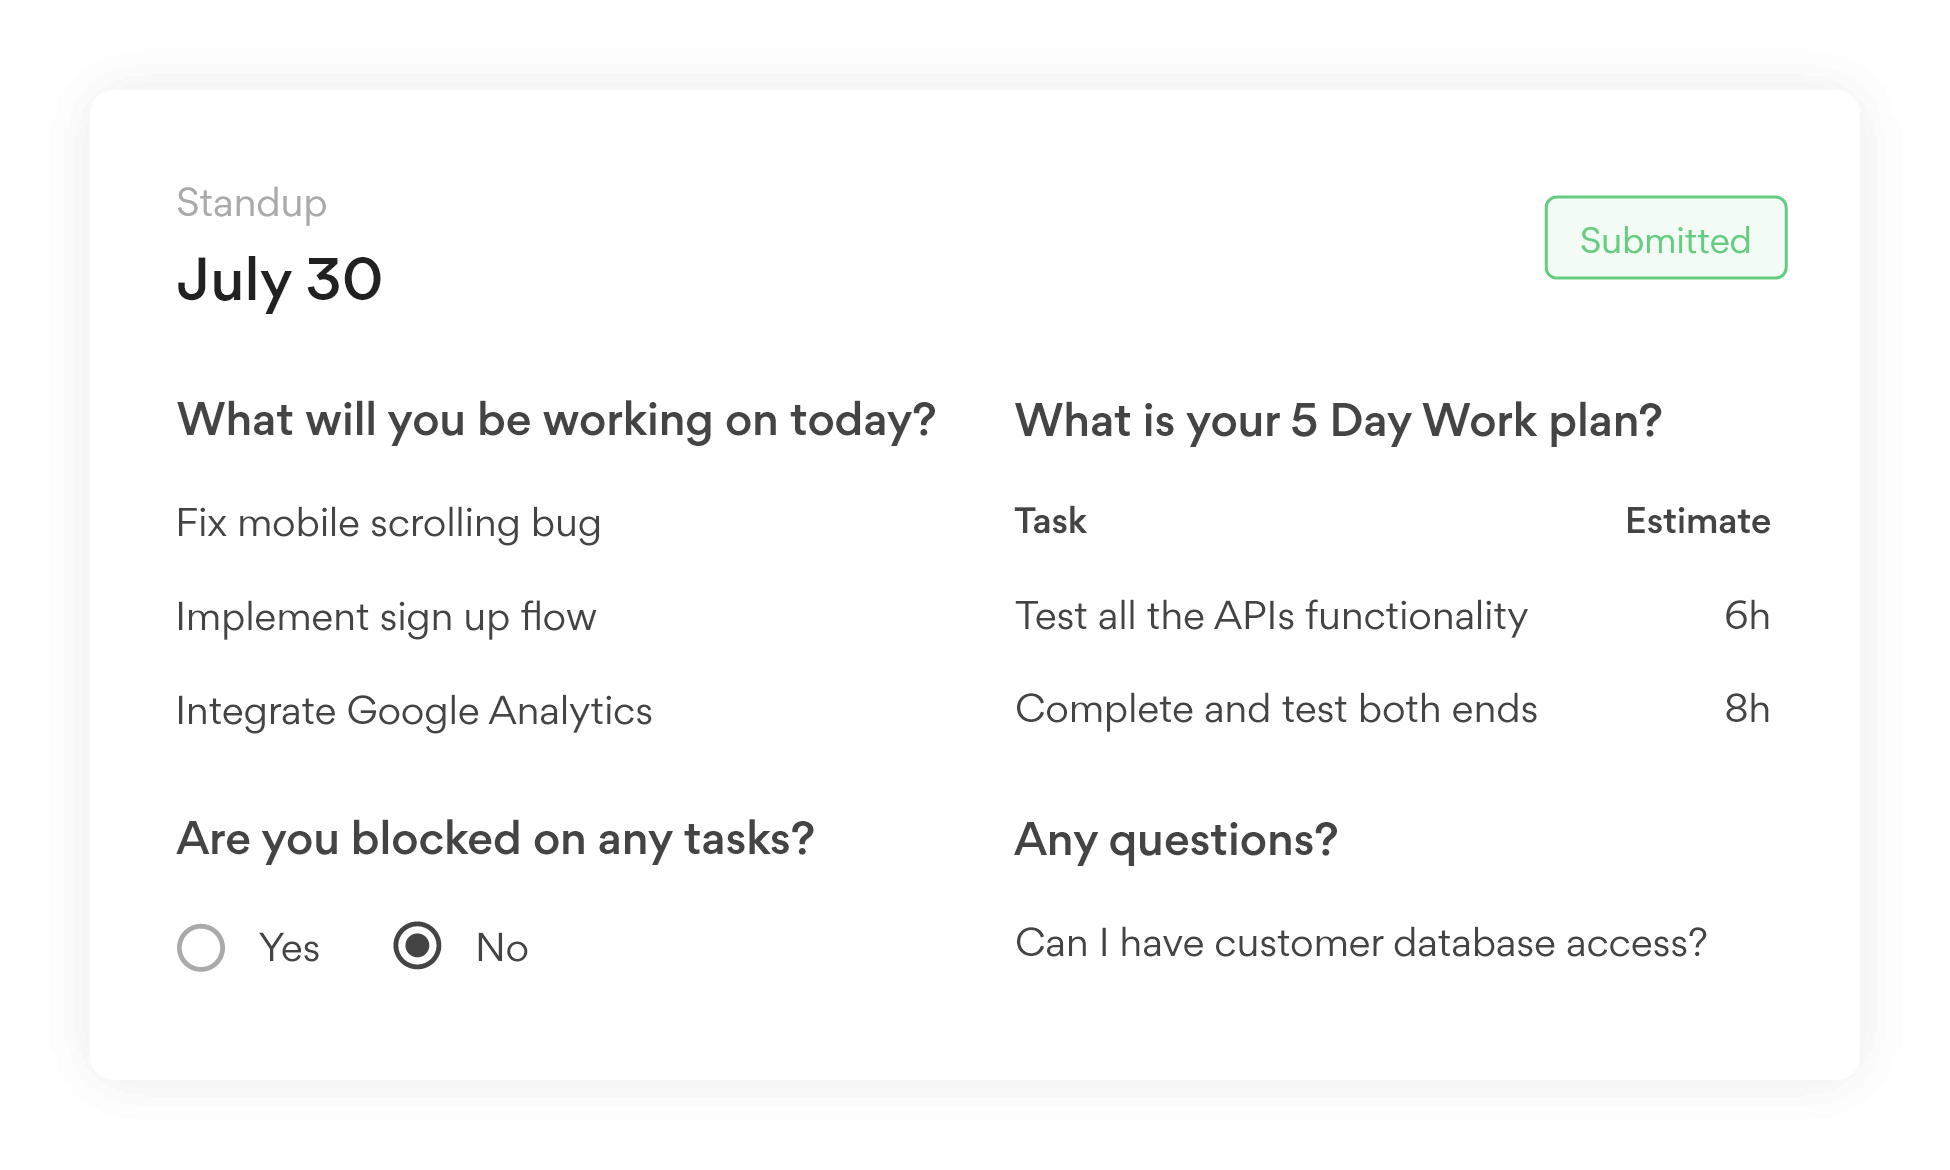 Standup
July 30
Submitted
What will you be working on today?
Fix mobile scrolling bug
Implement sign up flow
Integrate Google Analytics
What is your 5 Day Work plan?
Task Estimate
Test all the APIs functionality 6h
Complete and test both ends 8h
Are you blocked on any tasks?
Yes No
Any questions?
Can I have customer database access?